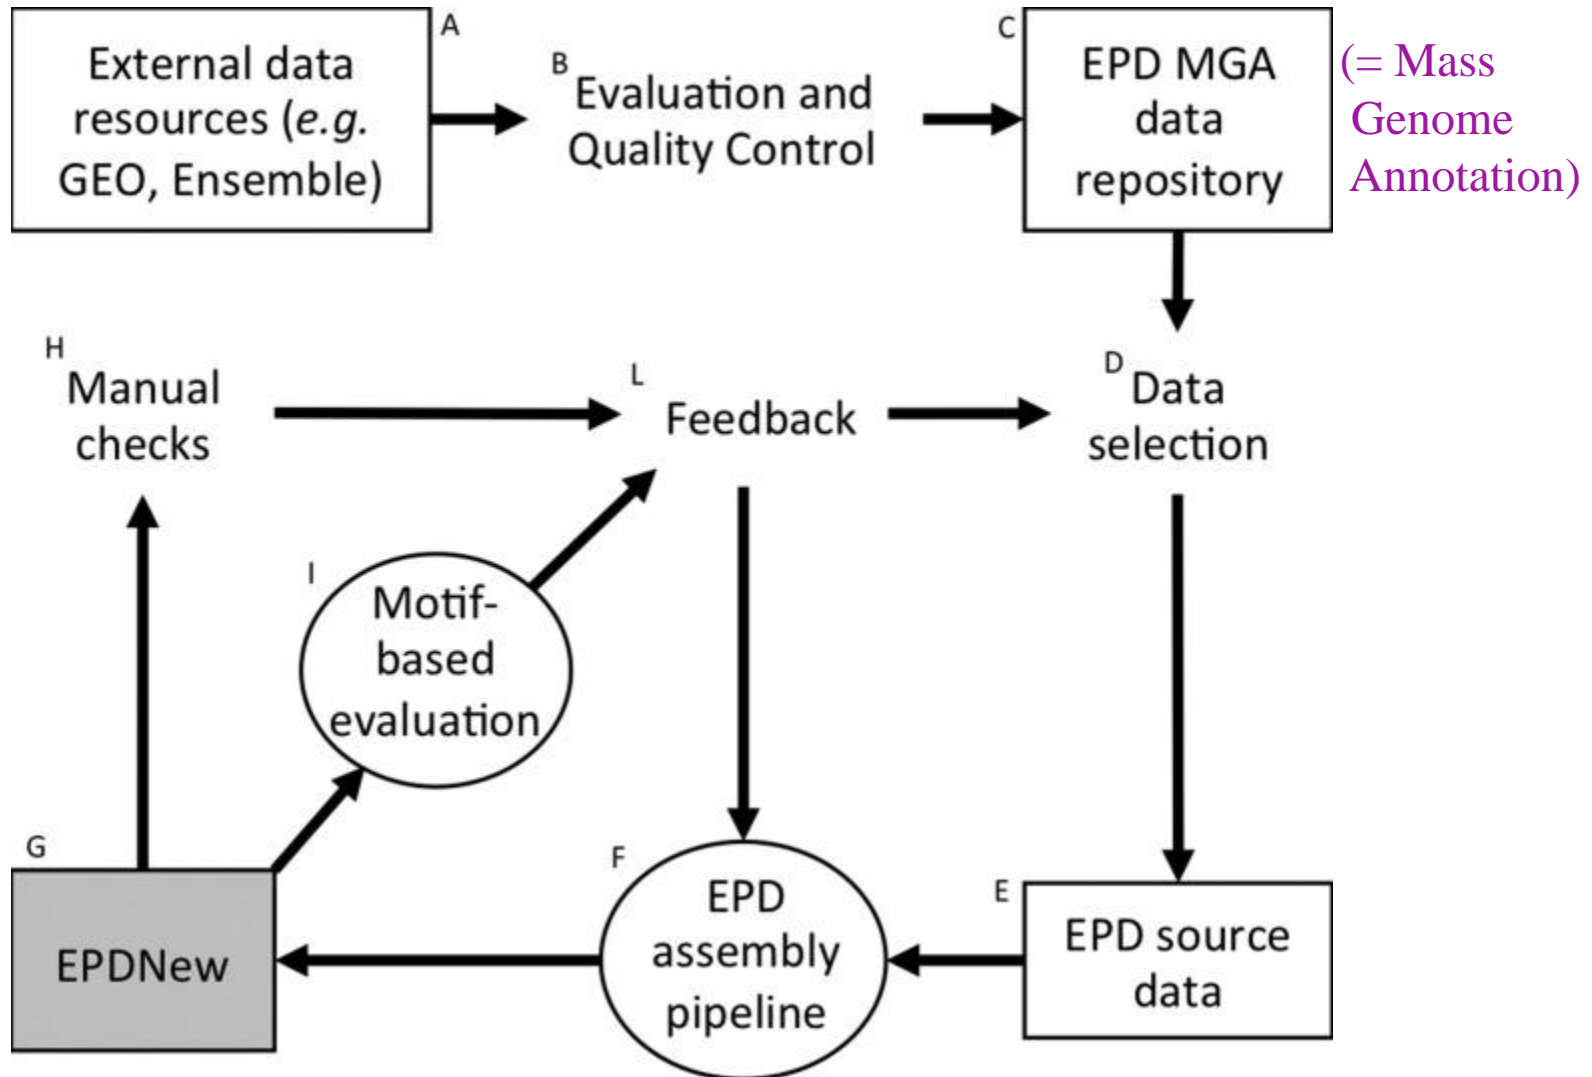 A
External data
resources (e.g.
GEO, Ensemble)
B
Evaluation and
Quality Control
C
EPD MGA
data
repository
(= Mass
Genome
Annotation)
H
Manual
checks
L
Feedback
D
Data
selection
I
Motif-
based
evaluation
G
EPDNew
F
EPD
assembly
pipeline
E
EPD source
data